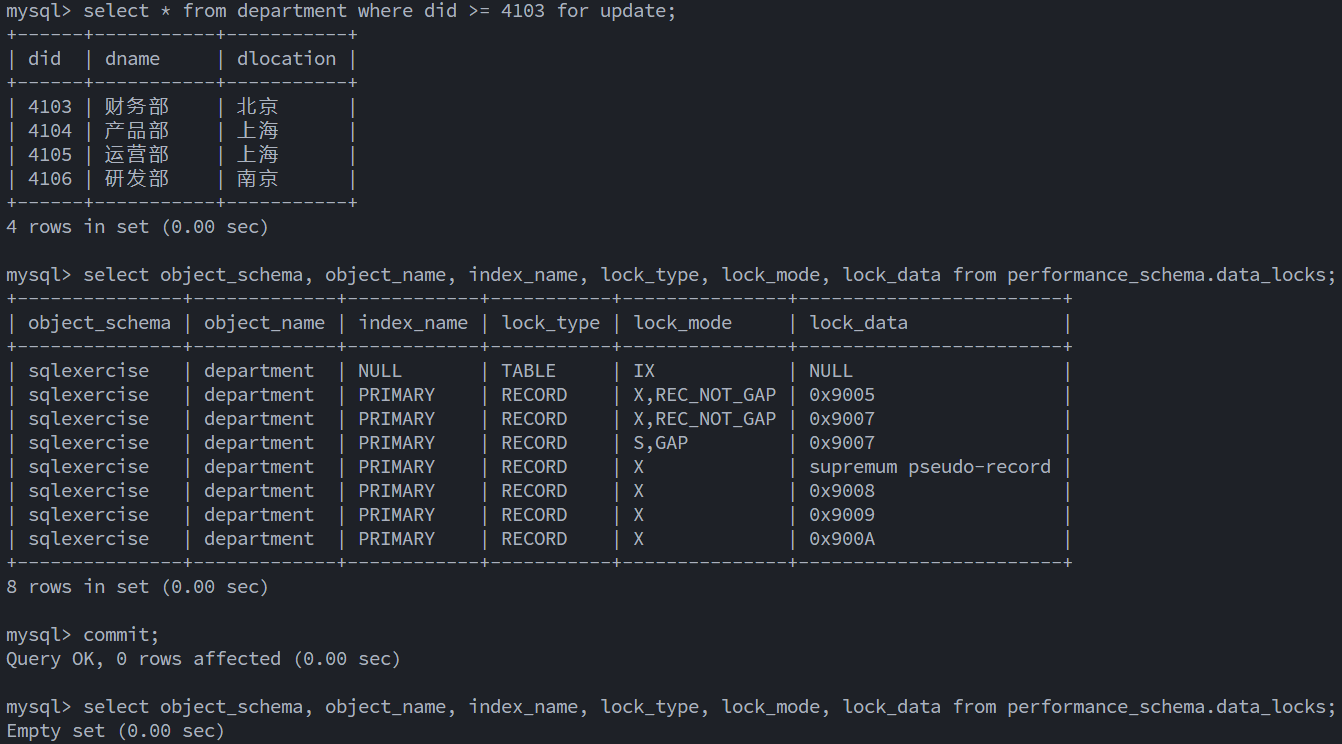 mysql> select * from department where did >= 4103 for update;
+------+-----------+-----------+
| did  | dname     | dlocation |
+------+-----------+-----------+
| 4103 | 财务部    | 北京      |
| 4104 | 产品部    | 上海      |
| 4105 | 运营部    | 上海      |
| 4106 | 研发部    | 南京      |
+------+-----------+-----------+
4 rows in set (0.00 sec)
mysql> select object_schema, object_name, index_name, lock_type, lock_mode, lock_data from performance_schema.data_locks;
+---------------+-------------+------------+-----------+---------------+------------------------+
| object_schema | object_name | index_name | lock_type | lock_mode     | lock_data              |
+---------------+-------------+------------+-----------+---------------+------------------------+
| sqlexercise   | department  | NULL       | TABLE     | IX            | NULL                   |
| sqlexercise   | department  | PRIMARY    | RECORD    | X,REC_NOT_GAP | 0x9005                 |
| sqlexercise   | department  | PRIMARY    | RECORD    | X,REC_NOT_GAP | 0x9007                 |
| sqlexercise   | department  | PRIMARY    | RECORD    | S,GAP         | 0x9007                 |
| sqlexercise   | department  | PRIMARY    | RECORD    | X             | supremum pseudo-record |
| sqlexercise   | department  | PRIMARY    | RECORD    | X             | 0x9008                 |
| sqlexercise   | department  | PRIMARY    | RECORD    | X             | 0x9009                 |
| sqlexercise   | department  | PRIMARY    | RECORD    | X             | 0x900A                 |
+---------------+-------------+------------+-----------+---------------+------------------------+
8 rows in set (0.00 sec)
mysql> commit;
Query OK, 0 rows affected (0.00 sec)
mysql> select object_schema, object_name, index_name, lock_type, lock_mode, lock_data from performance_schema.data_locks;
Empty set (0.00 sec)